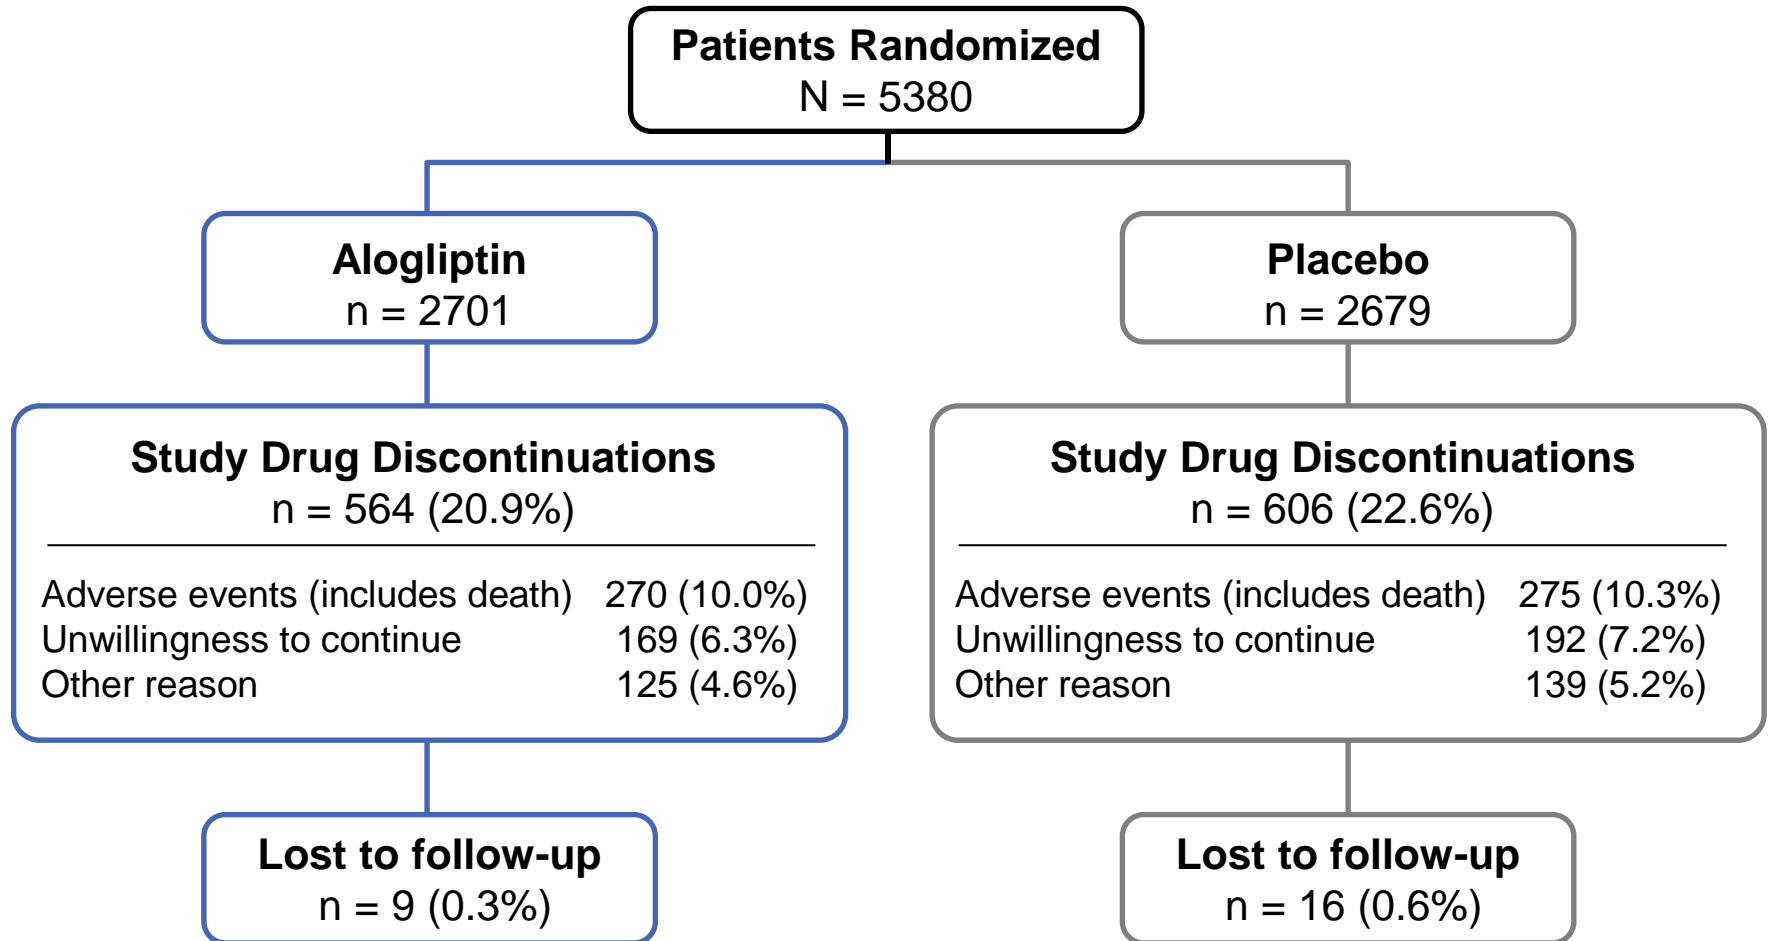 Patients Randomized
N = 5380
Alogliptin
n = 2701
Placebo
n = 2679
Study Drug Discontinuations
n = 564 (20.9%)
Adverse events (includes death) 270 (10.0%)
Unwillingness to continue 169 (6.3%)
Other reason 125 (4.6%)
Study Drug Discontinuations
n = 606 (22.6%)
Adverse events (includes death) 275 (10.3%)
Unwillingness to continue 192 (7.2%)
Other reason 139 (5.2%)
Lost to follow-up
n = 9 (0.3%)
Lost to follow-up
n = 16 (0.6%)